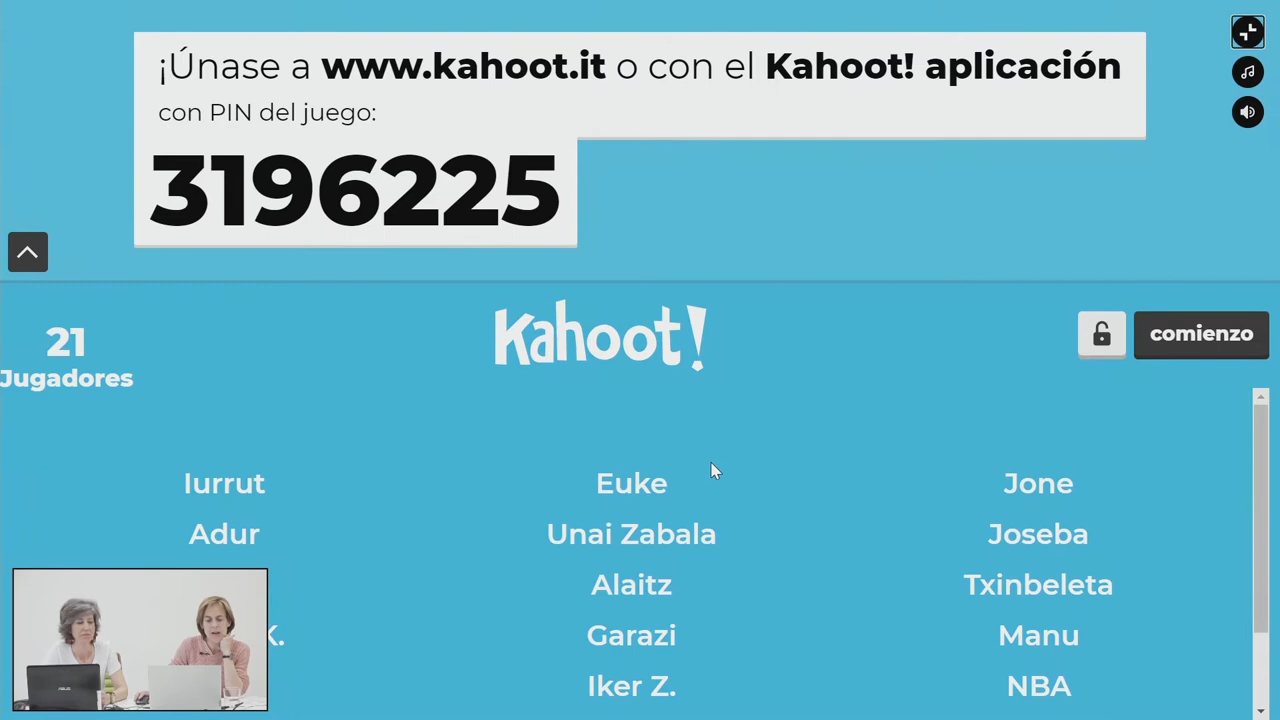 ¡Únase a www.kahoot.it o con el Kahoot! aplicación
con PIN del juego:
3196225
21
Jugadores
Kahoot!
comienzo
Iurrut Euke Jone
Adur Unai Zabala Joseba
Alaitz Txinbeleta
K. Garazi Manu
Iker Z. NBA
ASUS